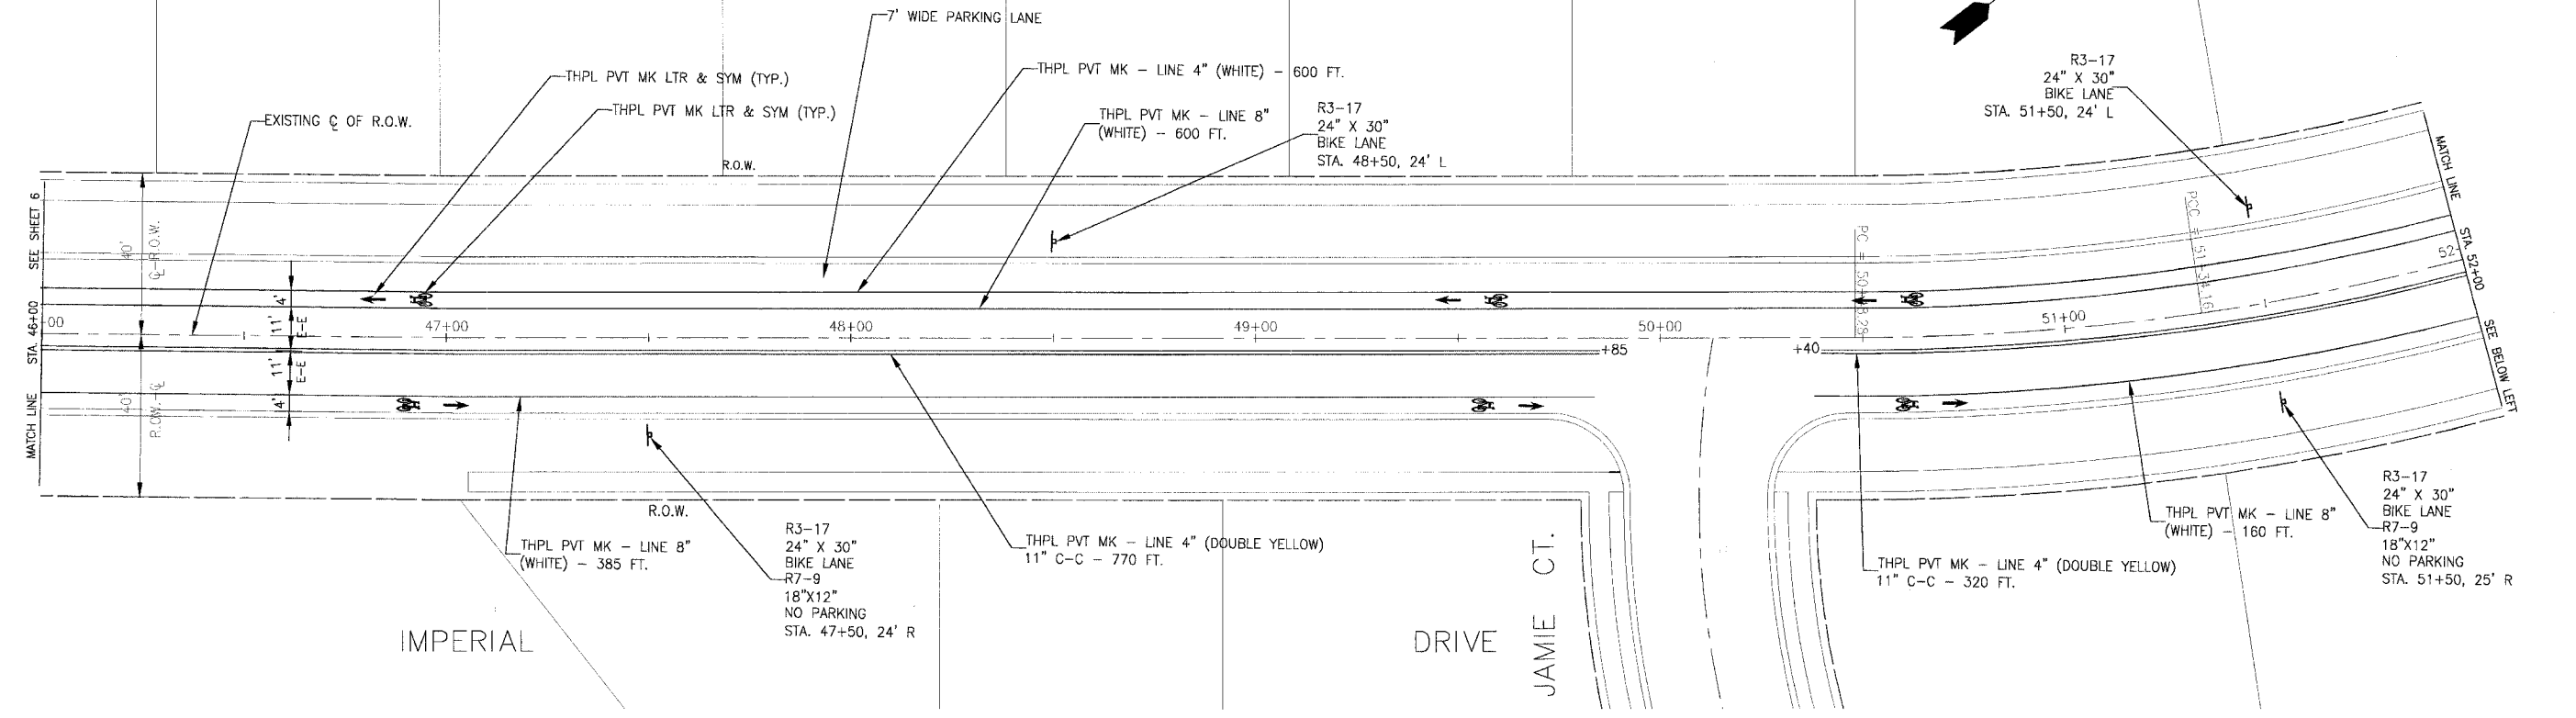 7' WIDE PARKING LANE
THPL PVT MK LTR & SYM (TYP.)
THPL PVT MK LTR & SYM (TYP.)
EXISTING ℄ OF R.O.W.
THPL PVT MK – LINE 4" (WHITE) – 600 FT.
THPL PVT MK – LINE 8"
(WHITE) – 600 FT.
R3-17
24" X 30"
BIKE LANE
STA. 48+50, 24' L
R3-17
24" X 30"
BIKE LANE
STA. 51+50, 24' L
R.O.W.
MATCH LINE STA. 46+00 SEE SHEET 6
40'
℄-R.O.W.
40'
R.O.W.-℄
4'
11'
E-E
11'
E-E
4'
+00
47+00
48+00
49+00
50+00
51+00
52
+85
+40
PCC = 51+34.16
MATCH LINE STA. 52+00 SEE BELOW LEFT
R.O.W.
THPL PVT MK – LINE 8"
(WHITE) – 385 FT.
R3-17
24" X 30"
BIKE LANE
R7-9
18"X12"
NO PARKING
STA. 47+50, 24' R
THPL PVT MK – LINE 4" (DOUBLE YELLOW)
11" C-C – 770 FT.
THPL PVT MK – LINE 4" (DOUBLE YELLOW)
11" C-C – 320 FT.
THPL PVT MK – LINE 8"
(WHITE) – 160 FT.
R3-17
24" X 30"
BIKE LANE
R7-9
18"X12"
NO PARKING
STA. 51+50, 25' R
IMPERIAL
DRIVE
JAMIE CT.